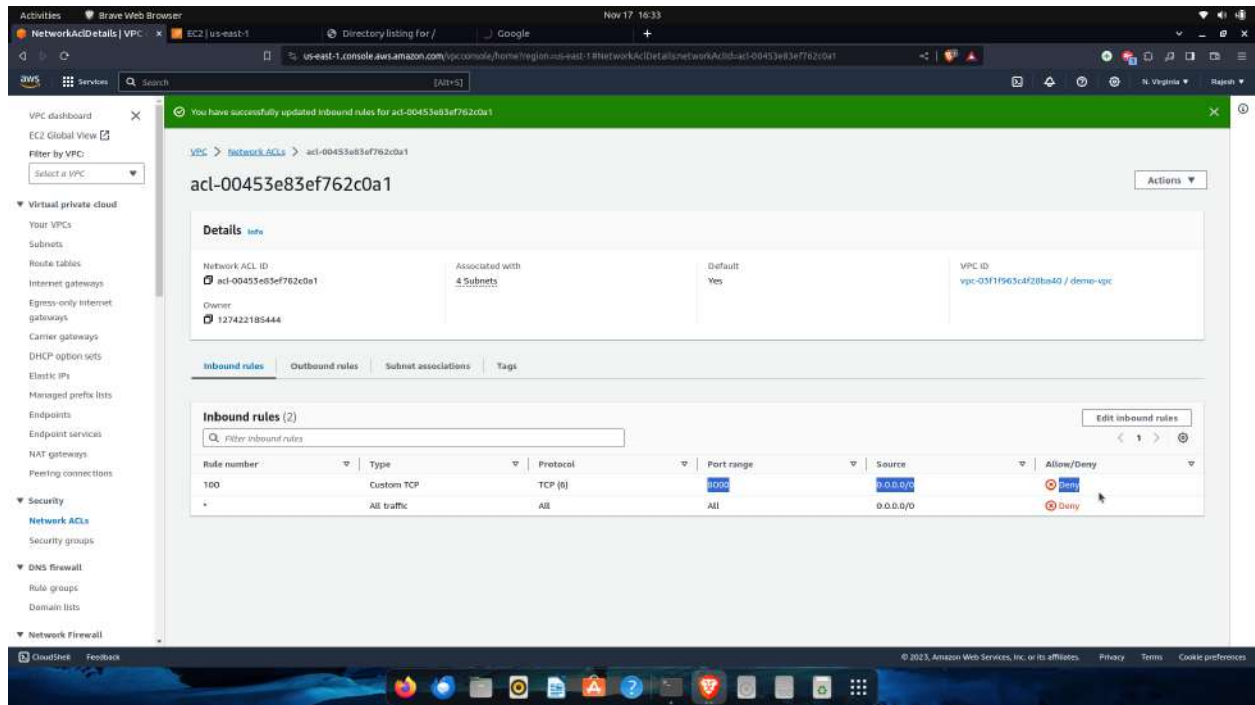 Activities Brave Web Browser Nov 17 16:33
NetworkAclDetails | VPC EC2 | us-east-1 Directory listing for / Google
us-east-1.console.aws.amazon.com/vpcconsole/home?region=us-east-1#NetworkAclDetails:networkAclId=acl-00453e83ef762c0a1
aws Services Search [Alt+S] N. Virginia Rajesh
You have successfully updated inbound rules for acl-00453e83ef762c0a1
VPC dashboard
EC2 Global View
Filter by VPC:
Select a VPC
Virtual private cloud
Your VPCs
Subnets
Route tables
Internet gateways
Egress-only internet
gateways
Carrier gateways
DHCP option sets
Elastic IPs
Managed prefix lists
Endpoints
Endpoint services
NAT gateways
Peering connections
Security
Network ACLs
Security groups
DNS firewall
Rule groups
Domain lists
Network Firewall
VPC > Network ACLs > acl-00453e83ef762c0a1
acl-00453e83ef762c0a1 Actions
Details Info
Network ACL ID Associated with Default VPC ID
acl-00453e83ef762c0a1 4 Subnets Yes vpc-03f1f963c4f28ba40 / demo-vpc
Owner
127422185444
Inbound rules Outbound rules Subnet associations Tags
Inbound rules (2) Edit inbound rules
Filter inbound rules 1
Rule number Type Protocol Port range Source Allow/Deny
100 Custom TCP TCP (6) 8000 0.0.0.0/0 Deny
* All traffic All All 0.0.0.0/0 Deny
CloudShell Feedback © 2023, Amazon Web Services, Inc. or its affiliates. Privacy Terms Cookie preferences